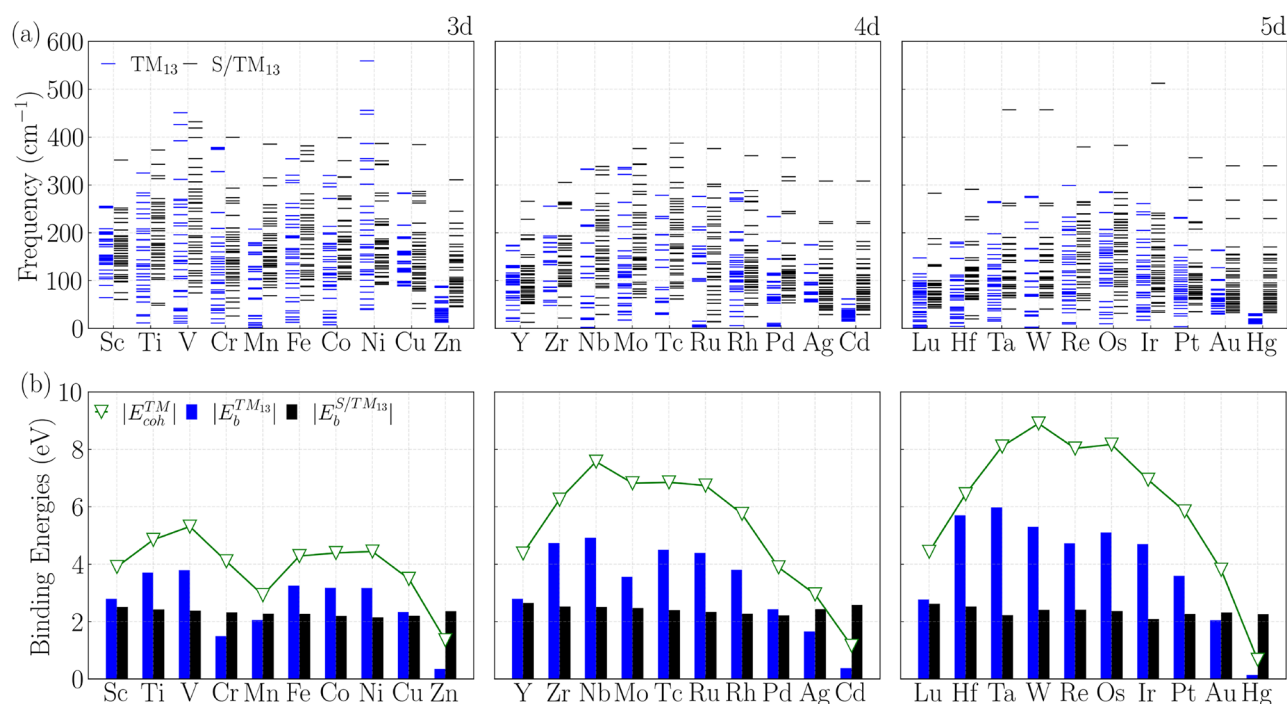 (a)
3d
4d
5d
Frequency (cm⁻¹)
600
500
400
300
200
100
0
TM₁₃ S/TM₁₃
Sc Ti V Cr Mn Fe Co Ni Cu Zn
Y Zr Nb Mo Tc Ru Rh Pd Ag Cd
Lu Hf Ta W Re Os Ir Pt Au Hg
(b)
Binding Energies (eV)
10
8
6
4
2
0
|E_coh^TM| |E_b^TM₁₃| |E_b^S/TM₁₃|
Sc Ti V Cr Mn Fe Co Ni Cu Zn
Y Zr Nb Mo Tc Ru Rh Pd Ag Cd
Lu Hf Ta W Re Os Ir Pt Au Hg